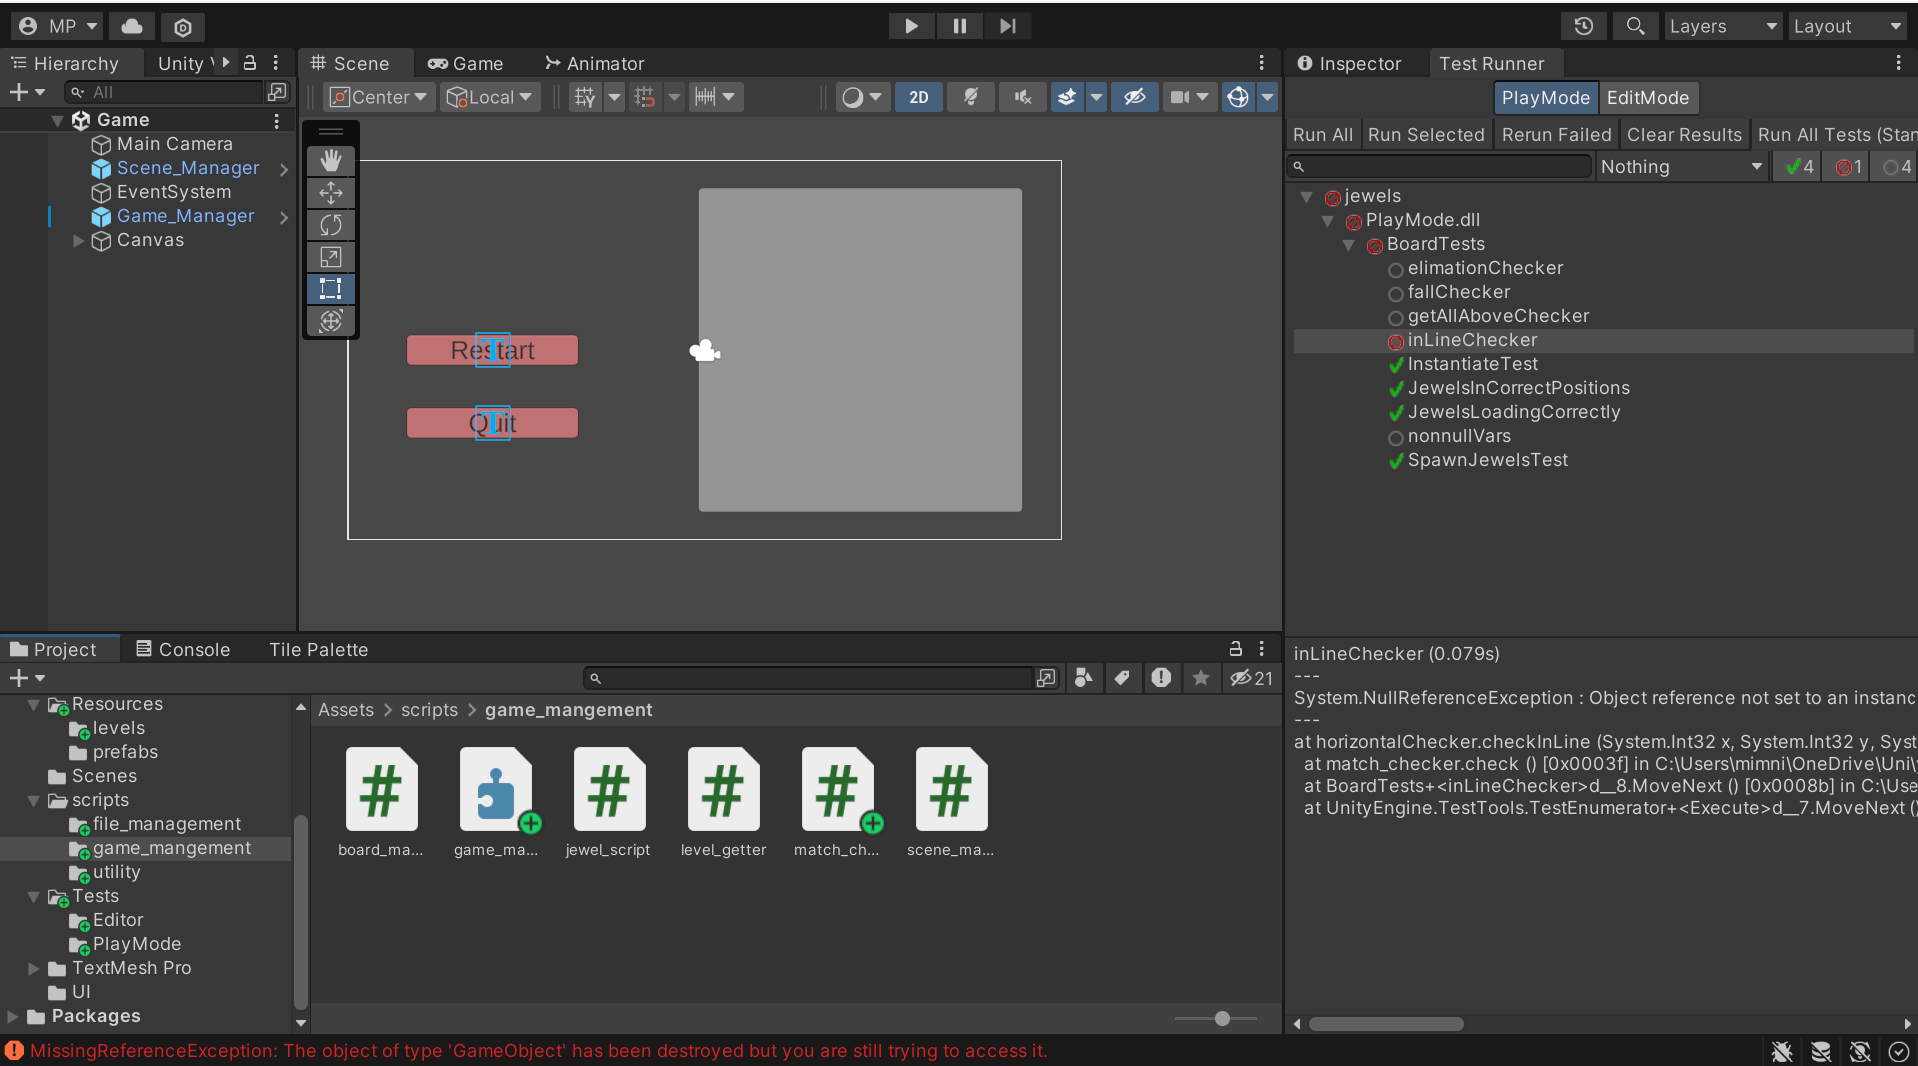 MP
Layers
Layout
Hierarchy
Unity
Scene
Game
Animator
Inspector
Test Runner
All
Center
Local
2D
PlayMode
EditMode
Game
Main Camera
Scene_Manager
EventSystem
Game_Manager
Canvas
Run All
Run Selected
Rerun Failed
Clear Results
Run All Tests (Stan
Nothing
4
1
4
jewels
PlayMode.dll
BoardTests
elimationChecker
fallChecker
getAllAboveChecker
inLineChecker
InstantiateTest
JewelsInCorrectPositions
JewelsLoadingCorrectly
nonnullVars
SpawnJewelsTest
Restart
Quit
Project
Console
Tile Palette
21
Resources
levels
prefabs
Scenes
scripts
file_management
game_mangement
utility
Tests
Editor
PlayMode
TextMesh Pro
UI
Packages
Assets > scripts > game_mangement
board_ma...
game_ma...
jewel_script
level_getter
match_ch...
scene_ma...
inLineChecker (0.079s)
---
System.NullReferenceException : Object reference not set to an instanc
---
at horizontalChecker.checkInLine (System.Int32 x, System.Int32 y, Syst
at match_checker.check () [0x0003f] in C:\Users\mimni\OneDrive\Uni\
at BoardTests+<inLineChecker>d__8.MoveNext () [0x0008b] in C:\Use
at UnityEngine.TestTools.TestEnumerator+<Execute>d__7.MoveNext ()
MissingReferenceException: The object of type 'GameObject' has been destroyed but you are still trying to access it.